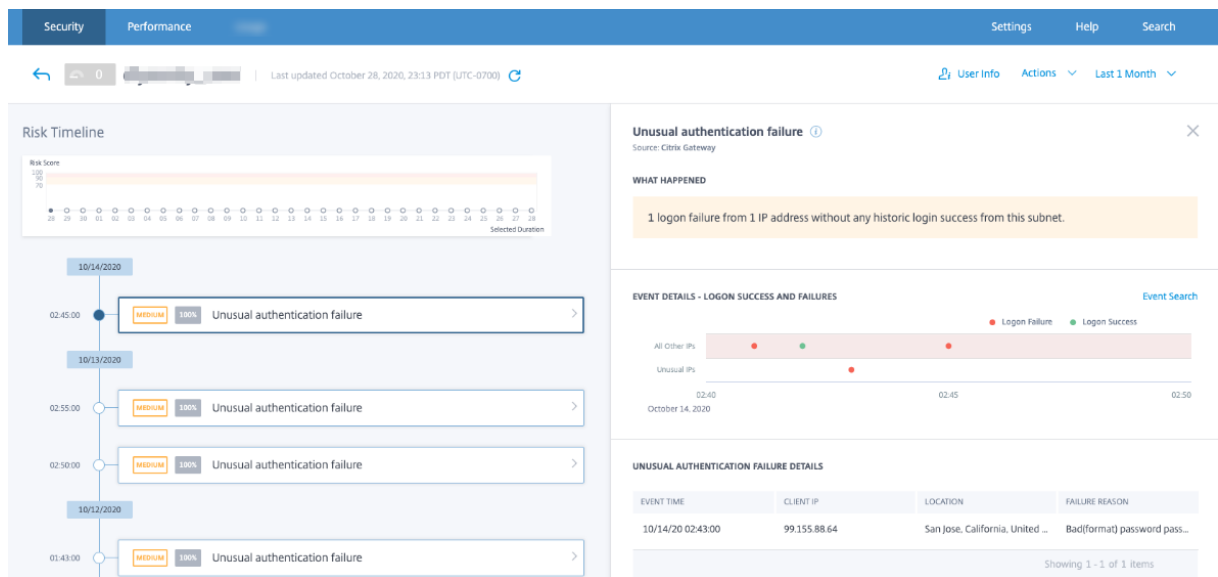 Security Performance Settings Help Search
0 Last updated October 28, 2020, 23:13 PDT (UTC-0700) User Info Actions Last 1 Month
Risk Timeline
Risk Score
100
90
70
28 29 30 01 02 03 04 05 06 07 08 09 10 11 12 13 14 15 16 17 18 19 20 21 22 23 24 25 26 27 28
Selected Duration
10/14/2020
02:45:00 MEDIUM 100% Unusual authentication failure
10/13/2020
02:55:00 MEDIUM 100% Unusual authentication failure
02:50:00 MEDIUM 100% Unusual authentication failure
10/12/2020
01:43:00 MEDIUM 100% Unusual authentication failure
Unusual authentication failure
Source: Citrix Gateway
WHAT HAPPENED
1 logon failure from 1 IP address without any historic login success from this subnet.
EVENT DETAILS - LOGON SUCCESS AND FAILURES Event Search
Logon Failure Logon Success
All Other IPs
Unusual IPs
02:40 02:45 02:50
October 14, 2020
UNUSUAL AUTHENTICATION FAILURE DETAILS
EVENT TIME CLIENT IP LOCATION FAILURE REASON
10/14/20 02:43:00 99.155.88.64 San Jose, California, United ... Bad(format) password pass...
Showing 1 - 1 of 1 items